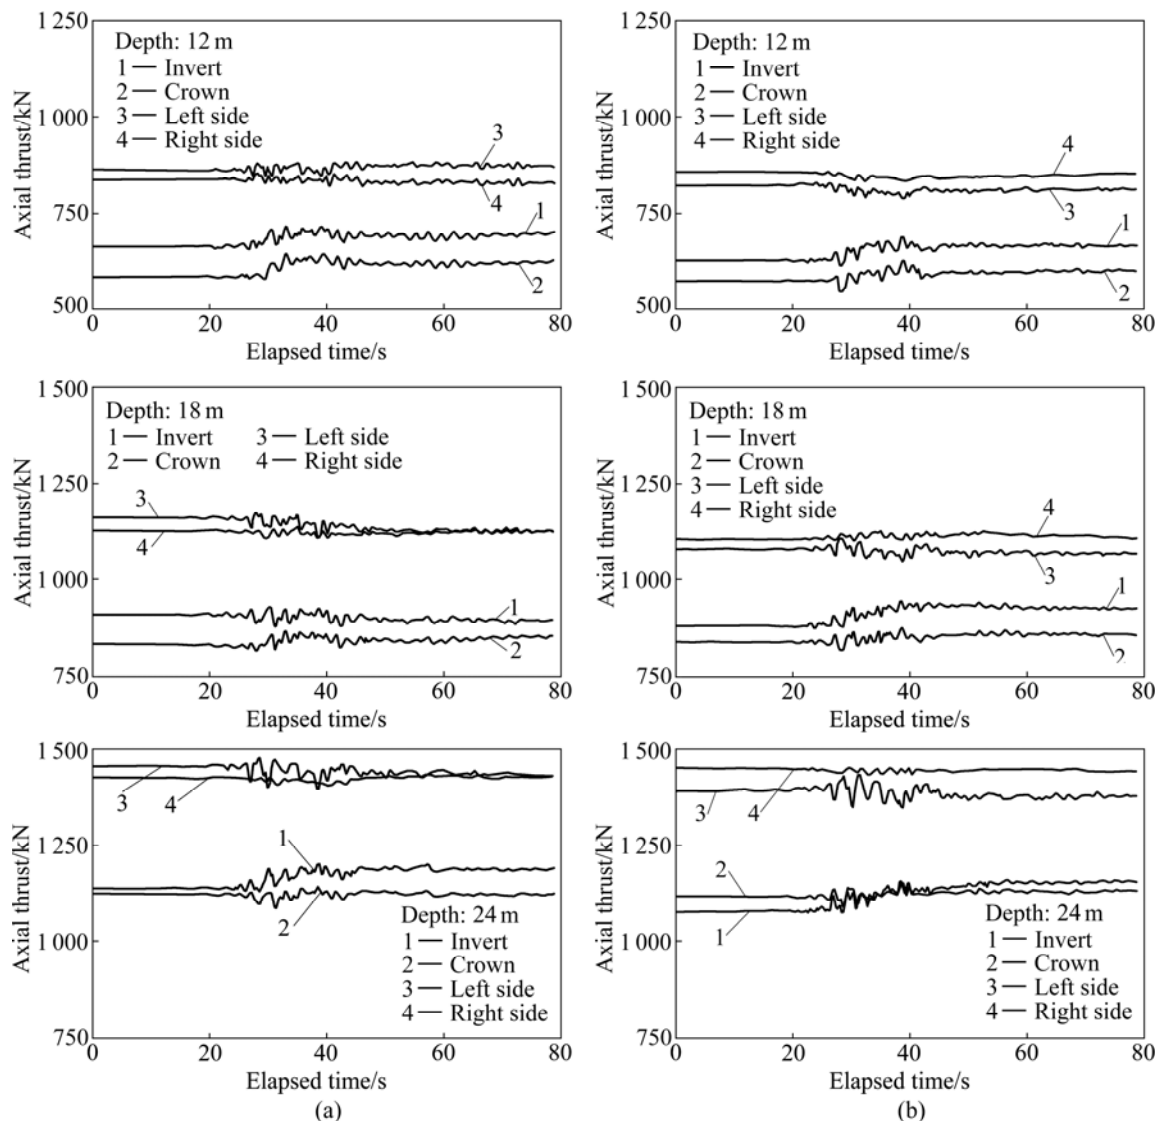 1 250
Depth: 12 m
1 — Invert
2 — Crown
3 — Left side
4 — Right side
1 000
750
500
Axial thrust/kN
3
4
1
2
0 20 40 60 80
Elapsed time/s
1 250
Depth: 12 m
1 — Invert
2 — Crown
3 — Left side
4 — Right side
1 000
750
500
Axial thrust/kN
4
3
1
2
0 20 40 60 80
Elapsed time/s
1 500
Depth: 18 m
1 — Invert 3 — Left side
2 — Crown 4 — Right side
1 250
1 000
750
Axial thrust/kN
3
4
1
2
0 20 40 60 80
Elapsed time/s
1 500
Depth: 18 m
1 — Invert
2 — Crown
3 — Left side
4 — Right side
1 250
1 000
750
Axial thrust/kN
4
3
1
2
0 20 40 60 80
Elapsed time/s
1 500
1 250
1 000
750
Axial thrust/kN
3
4
1
2
Depth: 24 m
1 — Invert
2 — Crown
3 — Left side
4 — Right side
0 20 40 60 80
Elapsed time/s
(a)
1 500
1 250
1 000
750
Axial thrust/kN
3
4
2
1
Depth: 24 m
1 — Invert
2 — Crown
3 — Left side
4 — Right side
0 20 40 60 80
Elapsed time/s
(b)